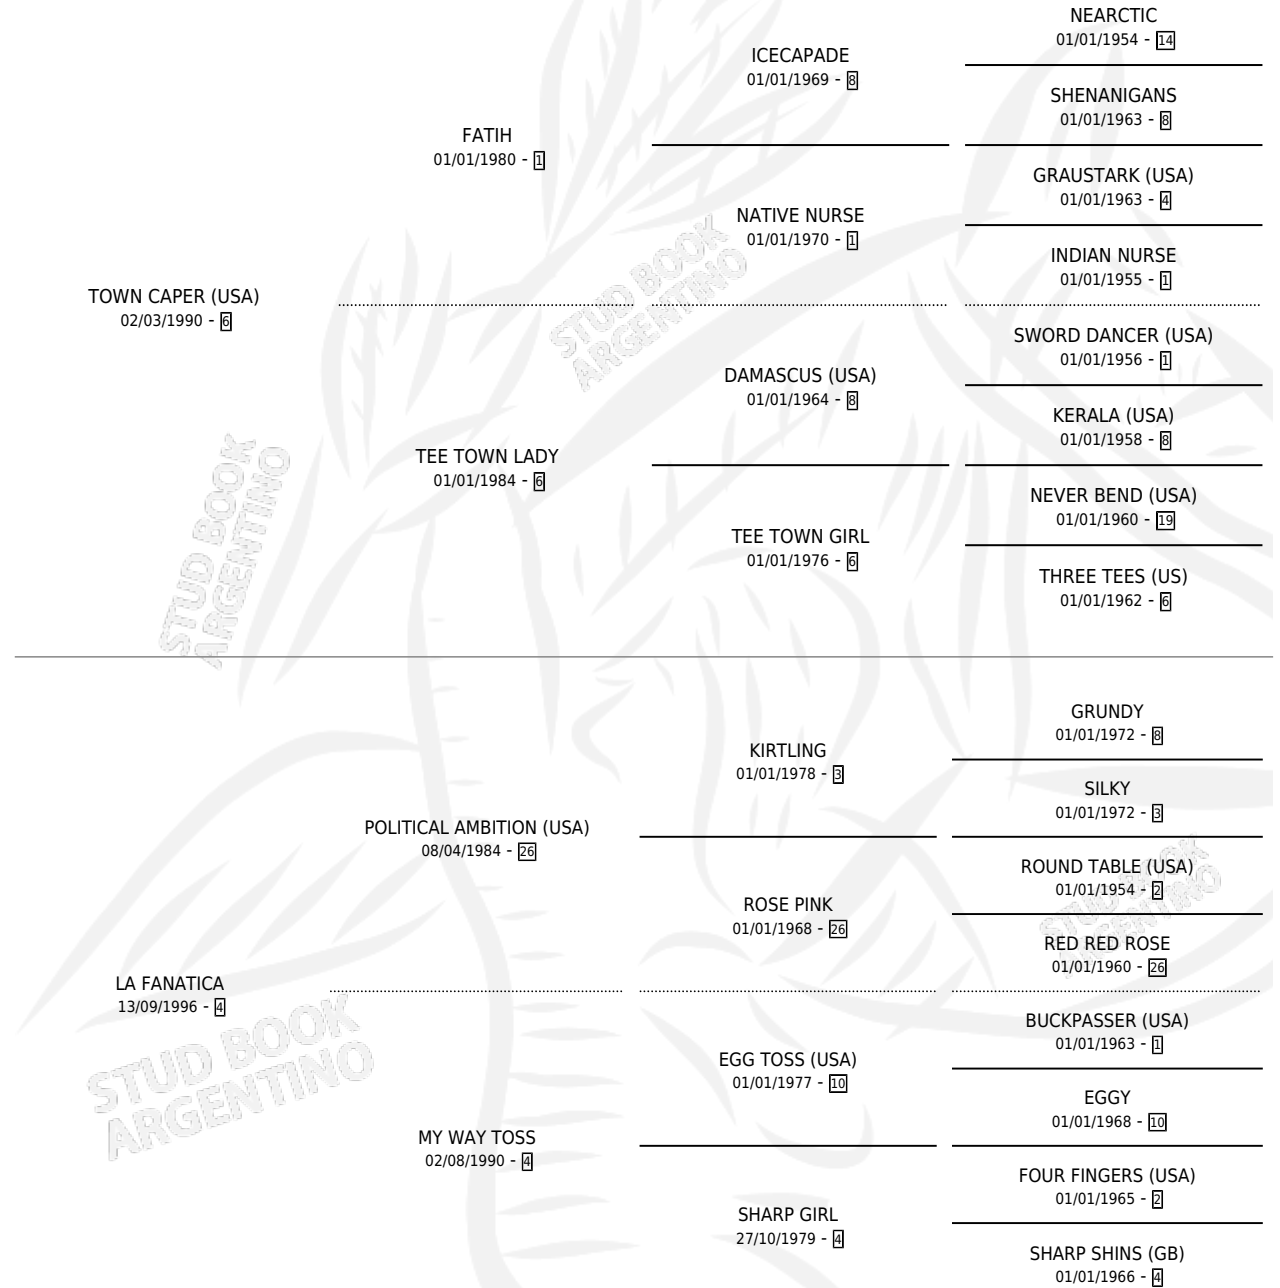 NEARCTIC
01/01/1954 - 14
ICECAPADE
01/01/1969 - 8
SHENANIGANS
01/01/1963 - 8
FATIH
01/01/1980 - 1
GRAUSTARK (USA)
01/01/1963 - 4
NATIVE NURSE
01/01/1970 - 1
INDIAN NURSE
01/01/1955 - 1
TOWN CAPER (USA)
02/03/1990 - 6
SWORD DANCER (USA)
01/01/1956 - 1
DAMASCUS (USA)
01/01/1964 - 8
KERALA (USA)
01/01/1958 - 8
TEE TOWN LADY
01/01/1984 - 6
NEVER BEND (USA)
01/01/1960 - 19
TEE TOWN GIRL
01/01/1976 - 6
THREE TEES (US)
01/01/1962 - 6
GRUNDY
01/01/1972 - 8
KIRTLING
01/01/1978 - 3
SILKY
01/01/1972 - 3
POLITICAL AMBITION (USA)
08/04/1984 - 26
ROUND TABLE (USA)
01/01/1954 - 2
ROSE PINK
01/01/1968 - 26
RED RED ROSE
01/01/1960 - 26
LA FANATICA
13/09/1996 - 4
BUCKPASSER (USA)
01/01/1963 - 1
EGG TOSS (USA)
01/01/1977 - 10
EGGY
01/01/1968 - 10
MY WAY TOSS
02/08/1990 - 4
FOUR FINGERS (USA)
01/01/1965 - 2
SHARP GIRL
27/10/1979 - 4
SHARP SHINS (GB)
01/01/1966 - 4
STUD BOOK
ARGENTINO
STUD BOOK
ARGENTINO
STUD BOOK
ARGENTINO
STUD BOOK
ARGENTINO